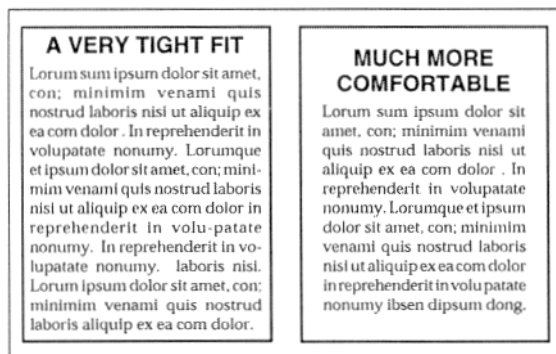 A VERY TIGHT FIT
Lorum sum ipsum dolor sit amet,
con; minimim venami quis
nostrud laboris nisi ut aliquip ex
ea com dolor . In reprehenderit in
volupatate nonumy. Lorumque
et ipsum dolor sit amet, con; mini-
mim venami quis nostrud laboris
nisi ut aliquip ex ea com dolor in
reprehenderit in volu-patate
nonumy. In reprehenderit in vo-
lupatate nonumy. laboris nisi.
Lorum ipsum dolor sit amet, con;
minimim venami quis nostrud
laboris aliquip ex ea com dolor.
MUCH MORE
COMFORTABLE
Lorum sum ipsum dolor sit
amet, con; minimim venami
quis nostrud laboris nisi ut
aliquip ex ea com dolor . In
reprehenderit in volupatate
nonumy. Lorumque et ipsum
dolor sit amet, con; minimim
venami quis nostrud laboris
nisi ut aliquip ex ea com dolor
in reprehenderit in volu patate
nonumy ibsen dipsum dong.